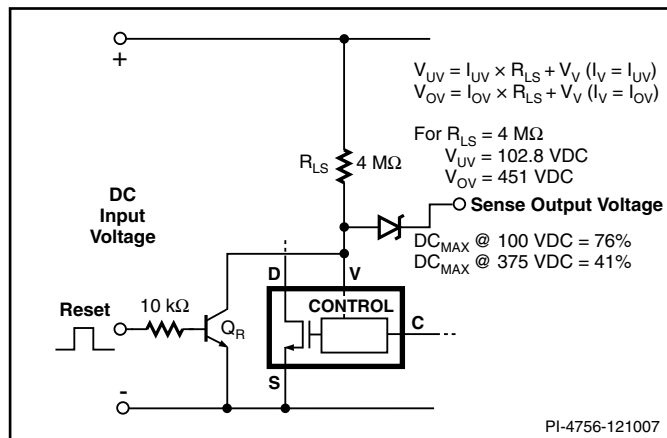 +
V_UV = I_UV × R_LS + V_V (I_V = I_UV)
V_OV = I_OV × R_LS + V_V (I_V = I_OV)
For R_LS = 4 MΩ
V_UV = 102.8 VDC
V_OV = 451 VDC
R_LS 4 MΩ
DC
Input
Voltage
Sense Output Voltage
DC_MAX @ 100 VDC = 76%
DC_MAX @ 375 VDC = 41%
D V
CONTROL
C
Reset
10 kΩ
Q_R
S
-
PI-4756-121007